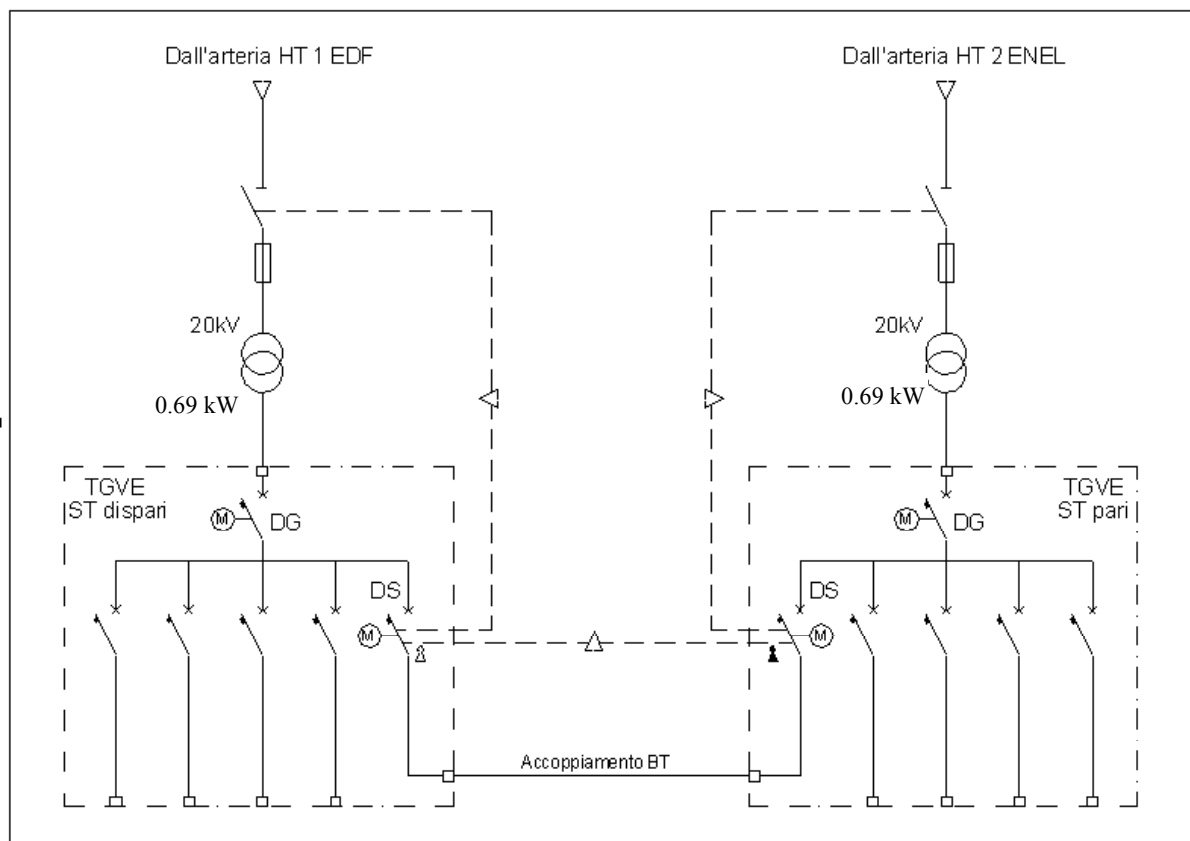 Dall'arteria HT 1 EDF
Dall'arteria HT 2 ENEL
20kV
20kV
0.69 kW
0.69 kW
TGVE
ST dispari
TGVE
ST pari
M
DG
M
DG
DS
DS
M
M
Accoppiamento BT